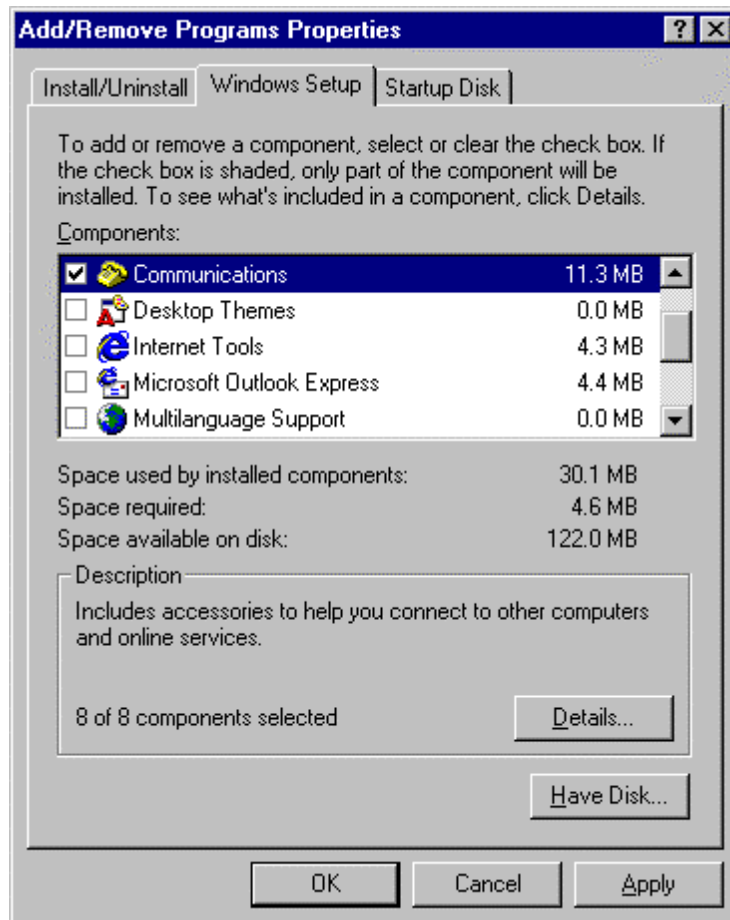 Add/Remove Programs Properties
Install/Uninstall Windows Setup Startup Disk
To add or remove a component, select or clear the check box. If
the check box is shaded, only part of the component will be
installed. To see what's included in a component, click Details.
Components:
Communications 11.3 MB
Desktop Themes 0.0 MB
Internet Tools 4.3 MB
Microsoft Outlook Express 4.4 MB
Multilanguage Support 0.0 MB
Space used by installed components: 30.1 MB
Space required: 4.6 MB
Space available on disk: 122.0 MB
Description
Includes accessories to help you connect to other computers
and online services.
8 of 8 components selected Details...
Have Disk...
OK Cancel Apply